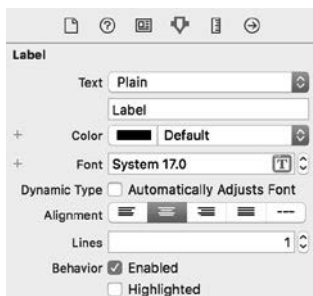 Label
Text Plain
Label
+ Color Default
+ Font System 17.0 T
Dynamic Type Automatically Adjusts Font
Alignment ---
Lines 1
Behavior Enabled
Highlighted